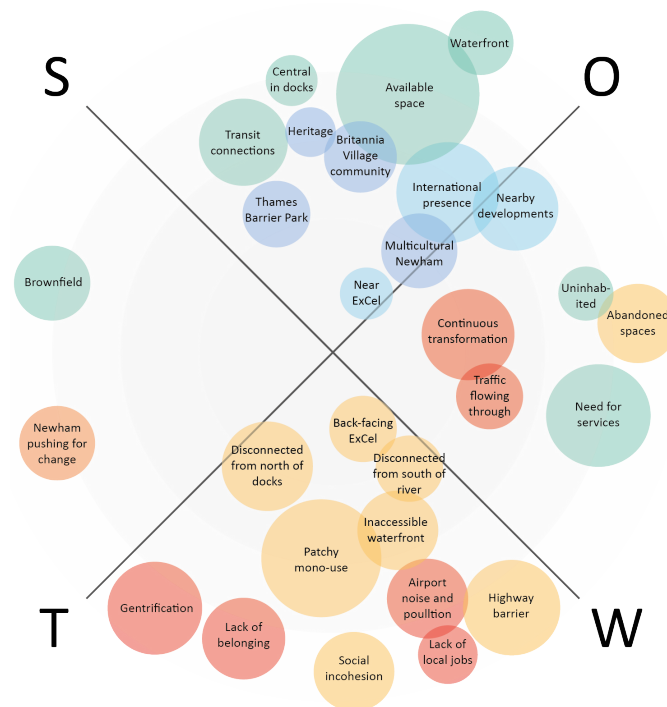 S
O
Waterfront
Central
in docks
Available
space
Heritage
Transit
connections
Britannia
Village
community
International
presence
Thames
Barrier Park
Nearby
developments
Multicultural
Newham
Brownfield
Near
ExCel
Uninhab-
ited
Abandoned
spaces
Continuous
transformation
Traffic
flowing
through
Need for
services
Newham
pushing for
change
Back-facing
ExCel
Disconnected
from north of
docks
Disconnected
from south of
river
Inaccessible
waterfront
Patchy
mono-use
Gentrification
Airport
noise and
poulltion
Highway
barrier
T
W
Lack of
belonging
Lack of
local jobs
Social
incohesion